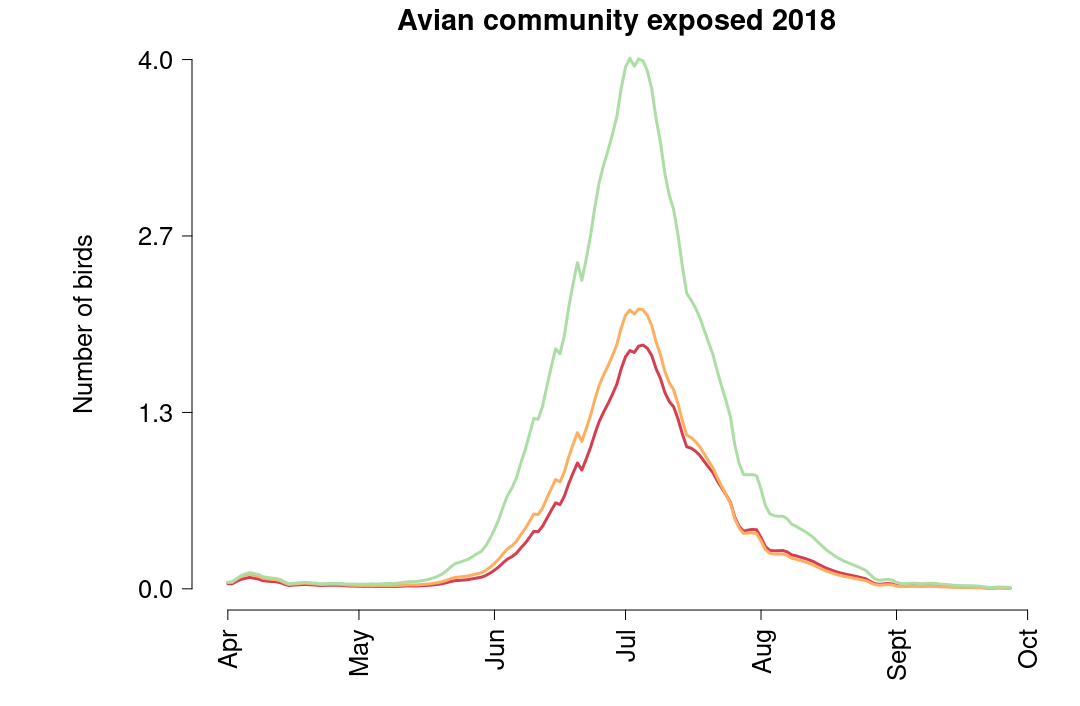 Avian community exposed 2018
Number of birds
4.0
2.7
1.3
0.0
Apr
May
Jun
Jul
Aug
Sept
Oct